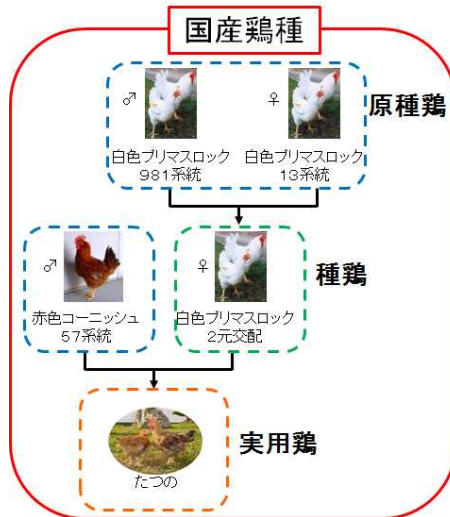 国産鶏種
♂
♀
原種鶏
白色プリマスロック
981系統
白色プリマスロック
13系統
♂
♀
種鶏
赤色コーニッシュ
57系統
白色プリマスロック
2元交配
実用鶏
たつの